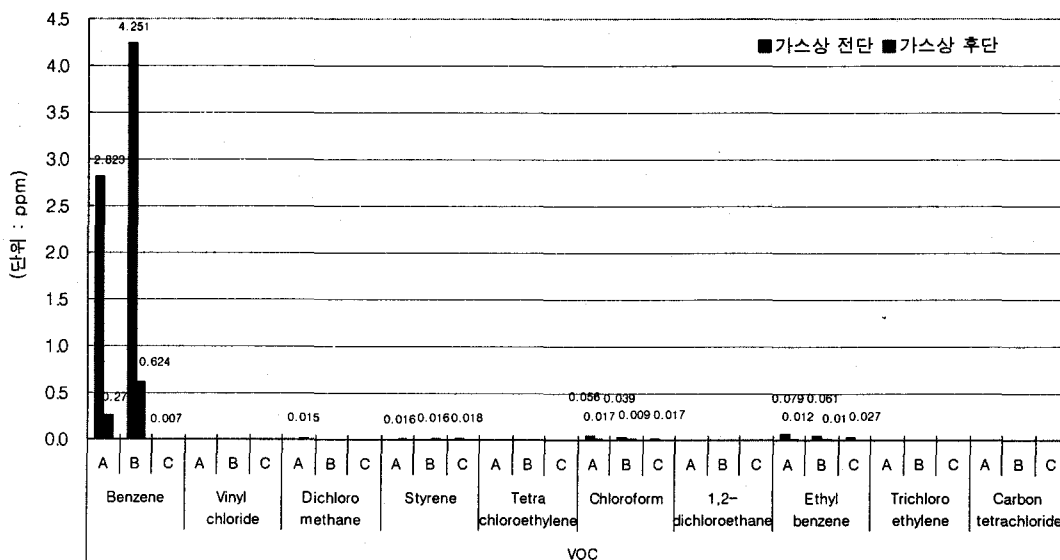 4.251
■가스상 전단 ■가스상 후단
4.5
4.0
3.5
3.0
2.5
2.0
1.5
1.0
0.5
0.0
(단위 : ppm)
2.823
0.27
0.624
0.007
0.015
0.016 0.016 0.018
0.056 0.039
0.017 0.009 0.017
0.079 0.061
0.012 0.01 0.027
A B C A B C A B C A B C A B C A B C A B C A B C A B C A B C
Benzene Vinyl Dichloro Styrene Tetra Chloroform 1,2- Ethyl Trichloro Carbon
chloride methane chloroethylene dichloroethane benzene ethylene tetrachloride
VOC